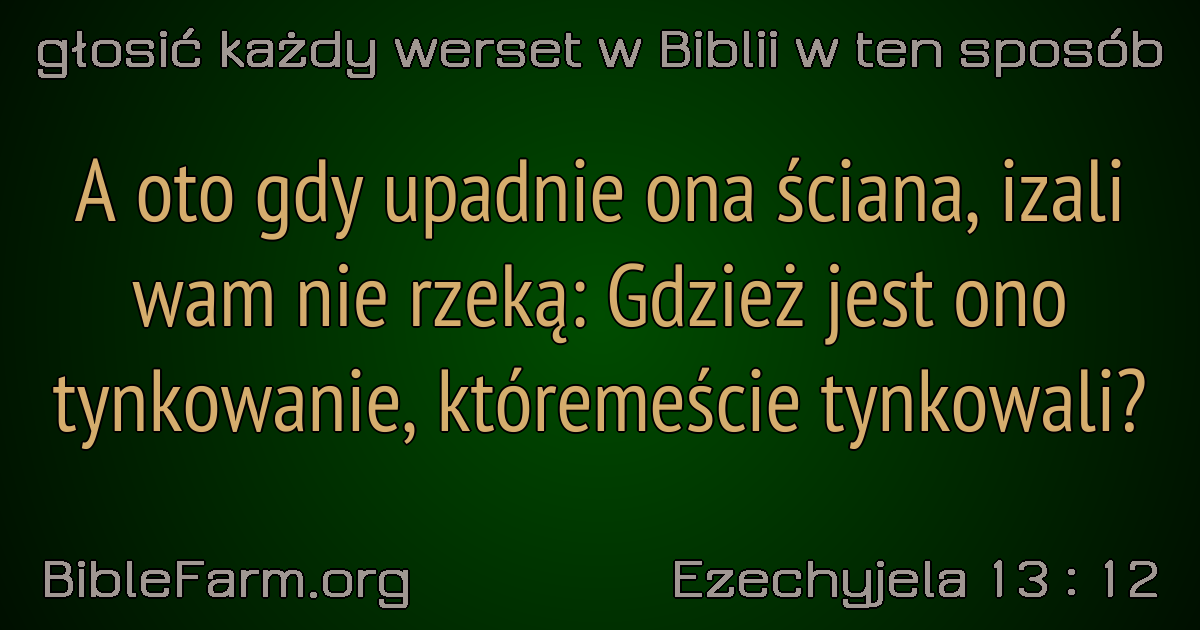 głosić każdy werset w Biblii w ten sposób
A oto gdy upadnie ona ściana, izali
wam nie rzeką: Gdzież jest ono
tynkowanie, któremeście tynkowali?
BibleFarm.org
Ezechyjela 13 : 12